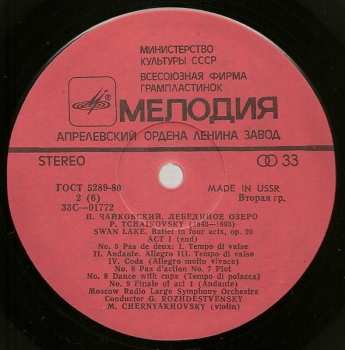 МИНИСТЕРСТВО
КУЛЬТУРЫ СССР
ВСЕСОЮЗНАЯ ФИРМА
ГРАМПЛАСТИНОК
МЕЛОДИЯ
АПРЕЛЕВСКИЙ ОРДЕНА ЛЕНИНА ЗАВОД
STEREO
33
ГОСТ 5289-80
MADE IN USSR
2 (6)
Вторая гр.
33С—01772
П. ЧАЙКОВСКИЙ. ЛЕБЕДИНОЕ ОЗЕРО
P. TCHAIKOVSKY (1840—1893)
SWAN LAKE. Ballet in four acts, op. 20
ACT I (end)
No. 5 Pas de deux: I. Tempo di valse
II. Andante. Allegro III. Tempo di valse
IV. Coda (Allegro molto vivace)
No. 6 Pas d'action No. 7 Plot
No. 8 Dance with cups (Tempo di polacca)
No. 9 Finale of act I (Andante)
Moscow Radio Large Symphony Orchestra
Conductor G. ROZHDESTVENSKY
M. CHERNYAKHOVSKY (violin)